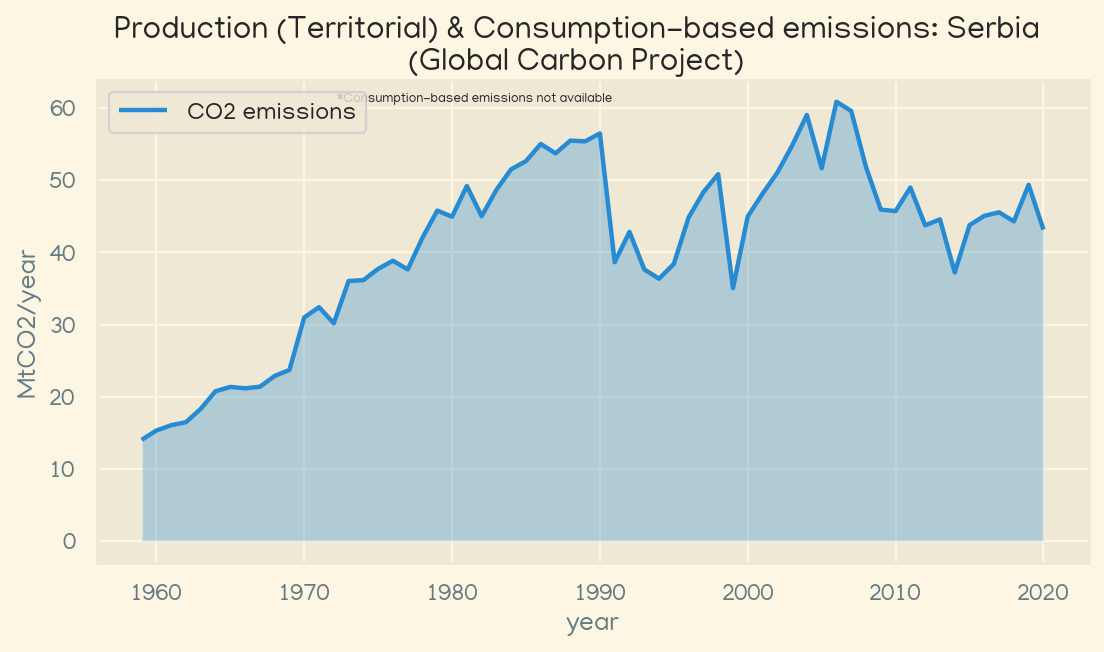 Production (Territorial) & Consumption-based emissions: Serbia
(Global Carbon Project)
*Consumption-based emissions not available
CO2 emissions
60
50
40
30
20
10
0
MtCO2/year
1960 1970 1980 1990 2000 2010 2020
year